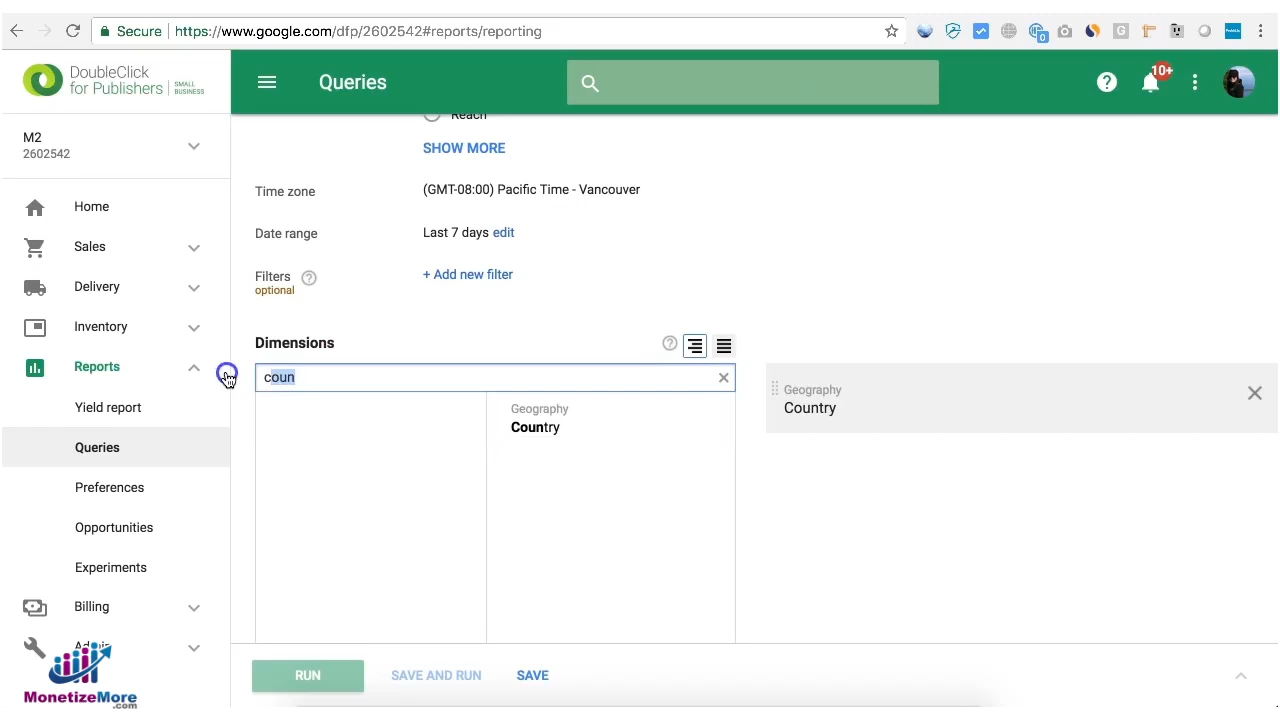 Secure
https://www.google.com/dfp/2602542#reports/reporting
DoubleClick
for Publishers
SMALL
BUSINESS
Queries
10+
M2
2602542
Home
Sales
Delivery
Inventory
Reports
Yield report
Queries
Preferences
Opportunities
Experiments
Billing
MonetizeMore
.com
Reach
SHOW MORE
Time zone
(GMT-08:00) Pacific Time - Vancouver
Date range
Last 7 days edit
Filters
optional
+ Add new filter
Dimensions
coun
Geography
Country
Geography
Country
RUN
SAVE AND RUN
SAVE